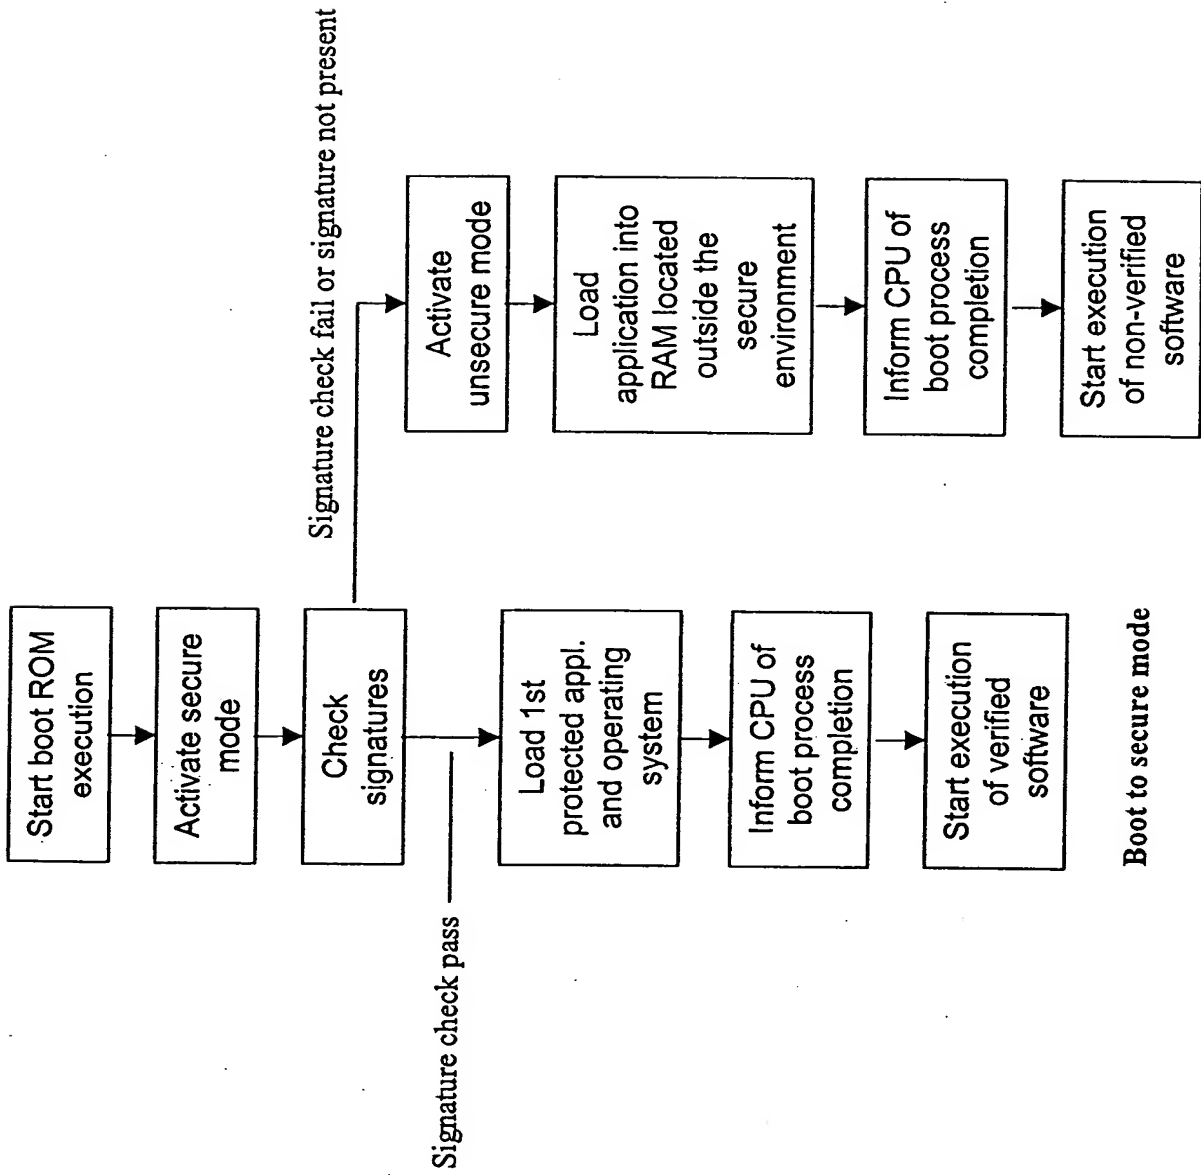 Start boot ROM
execution
Activate secure
mode
Check
signatures
Signature check fail or signature not present
Signature check pass
Load 1st
protected appl.
and operating
system
Inform CPU of
boot process
completion
Start execution
of verified
software
Activate
unsecure mode
Load
application into
RAM located
outside the
secure
environment
Inform CPU of
boot process
completion
Start execution
of non-verified
software
Boot to secure mode